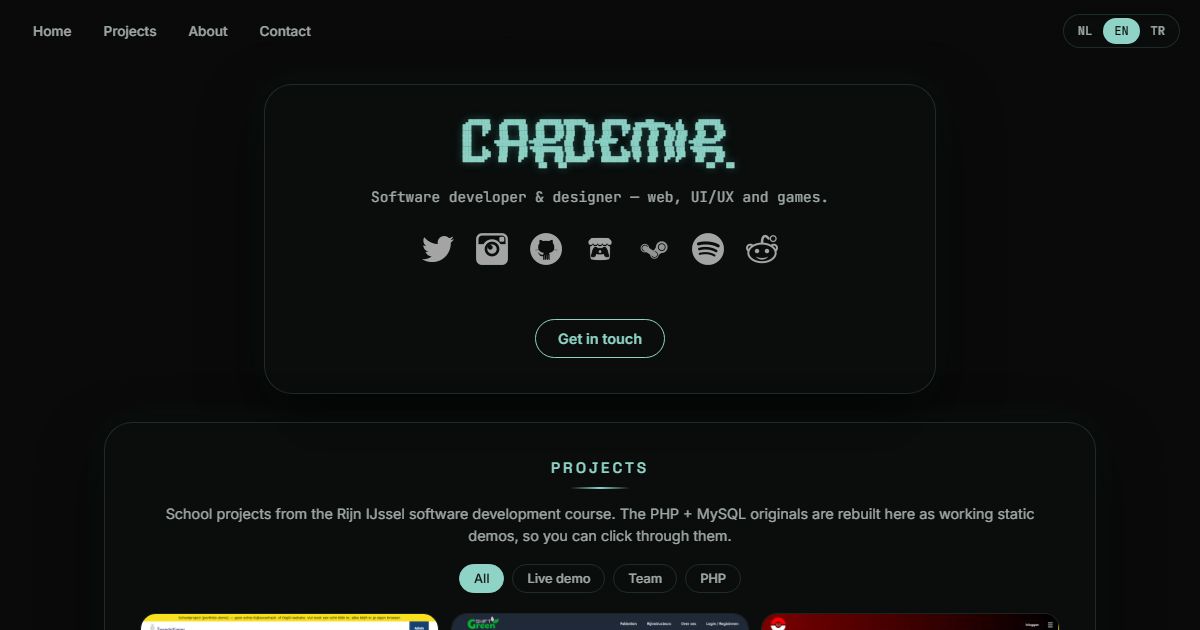 Home Projects About Contact NL EN TR
CARDEMIR
Software developer & designer — web, UI/UX and games.
Get in touch
PROJECTS
School projects from the Rijn IJssel software development course. The PHP + MySQL originals are rebuilt here as working static
demos, so you can click through them.
All Live demo Team PHP
Green